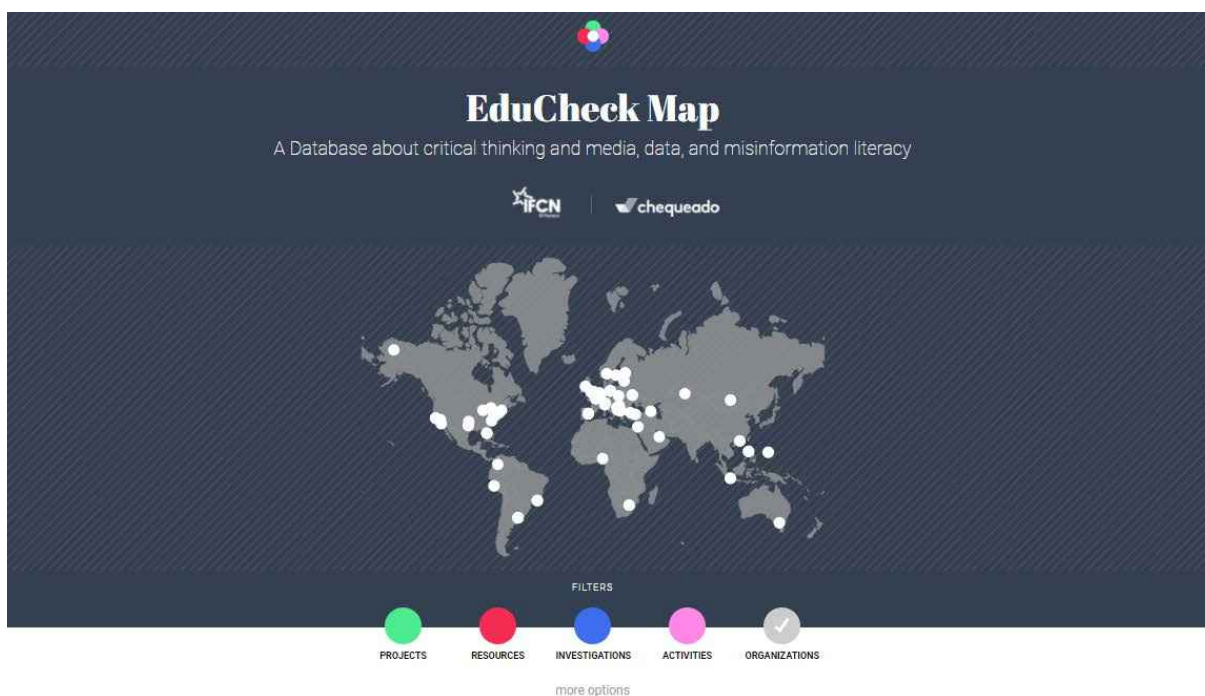 EduCheck Map
A Database about critical thinking and media, data, and misinformation literacy
IFCN
chequeado
FILTERS
PROJECTS
RESOURCES
INVESTIGATIONS
ACTIVITIES
ORGANIZATIONS
more options